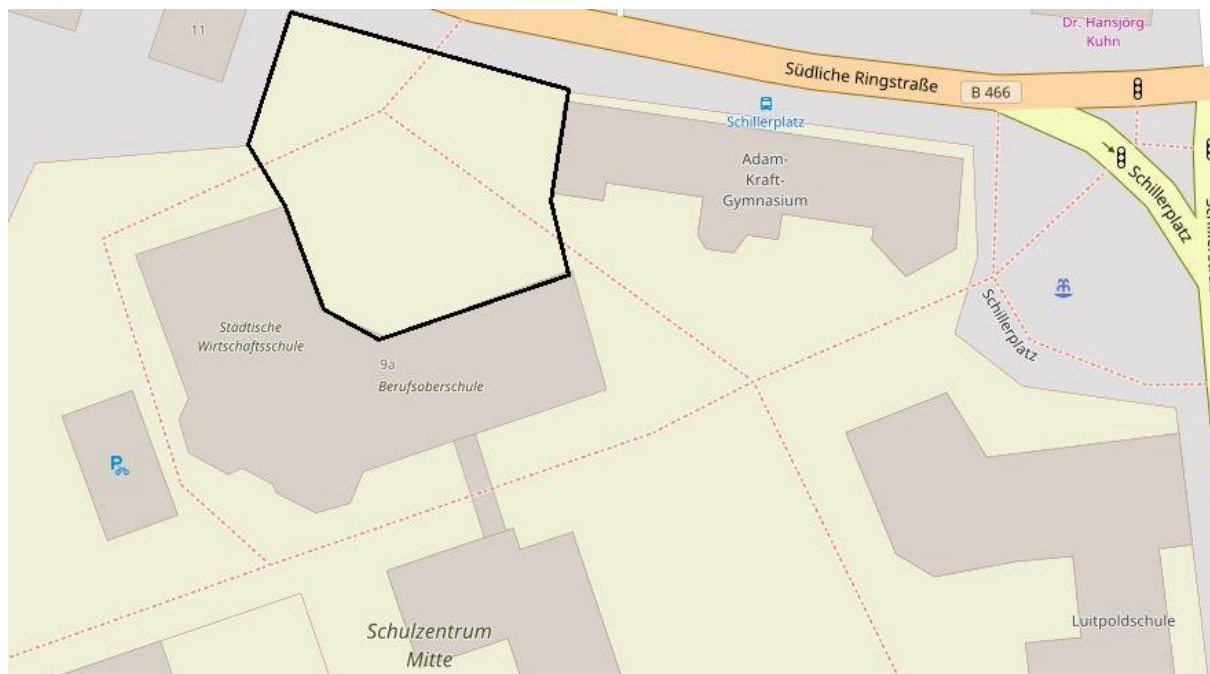 11
Dr. Hansjörg
Kuhn
Südliche Ringstraße
B 466
Schillerplatz
Adam-
Kraft-
Gymnasium
Schillerplatz
Schillerplatz
Städtische
Wirtschaftsschule
9a
Berufsoberschule
P
Schulzentrum
Mitte
Luitpoldschule